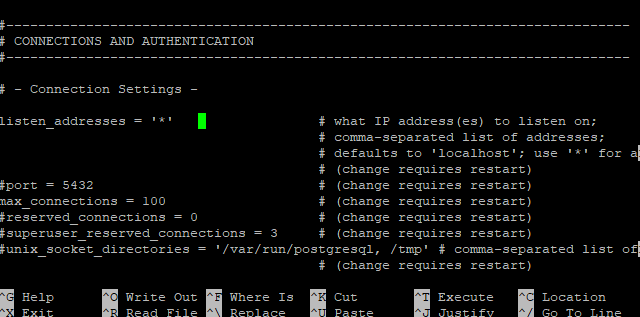 #------------------------------------------------------------------------------
# CONNECTIONS AND AUTHENTICATION
#------------------------------------------------------------------------------
# - Connection Settings -
listen_addresses = '*' # what IP address(es) to listen on;
# comma-separated list of addresses;
# defaults to 'localhost'; use '*' for a
# (change requires restart)
#port = 5432 # (change requires restart)
max_connections = 100 # (change requires restart)
#reserved_connections = 0 # (change requires restart)
#superuser_reserved_connections = 3 # (change requires restart)
#unix_socket_directories = '/var/run/postgresql, /tmp' # comma-separated list of
# (change requires restart)
^G Help ^O Write Out ^F Where Is ^K Cut ^T Execute ^C Location
^X Exit ^R Read File ^\ Replace ^U Paste ^J Justify ^/ Go To Line